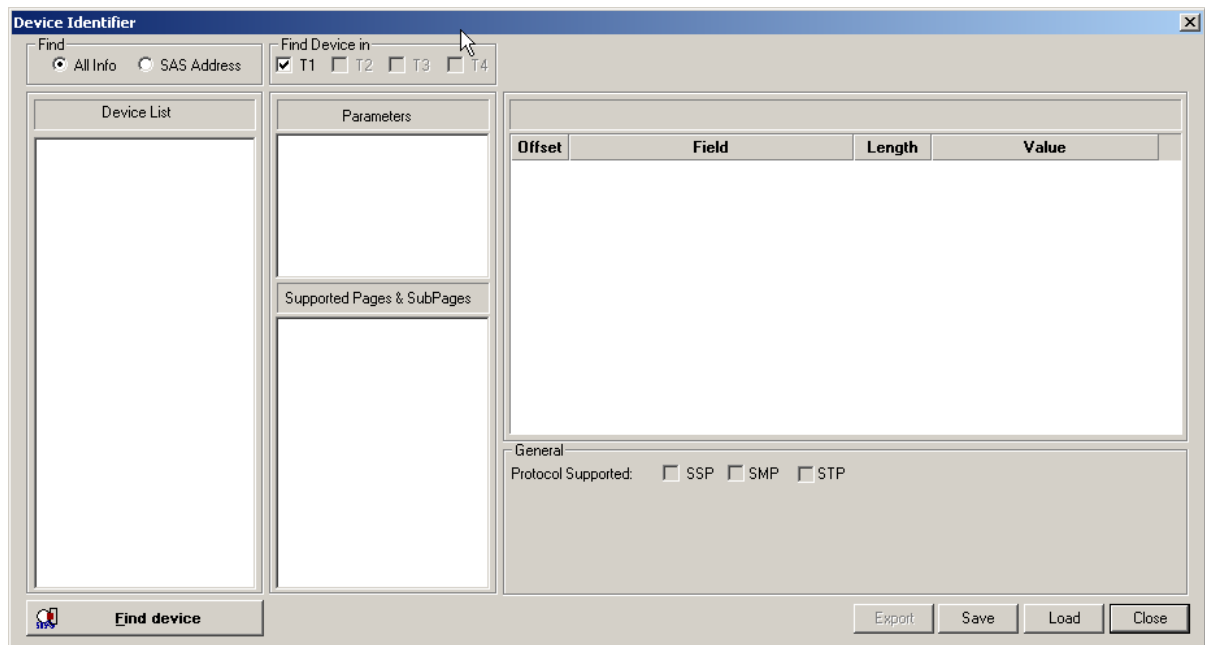 Device Identifier
Find
All Info SAS Address
Find Device in
T1 T2 T3 T4
Device List
Parameters
Supported Pages & SubPages
Offset Field Length Value
General
Protocol Supported: SSP SMP STP
Find device
Export Save Load Close